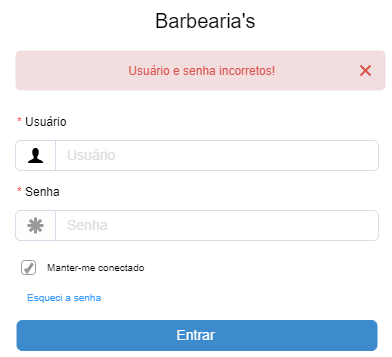 Barbearia's
Usuário e senha incorretos!
* Usuário
Usuário
* Senha
Senha
Manter-me conectado
Esqueci a senha
Entrar